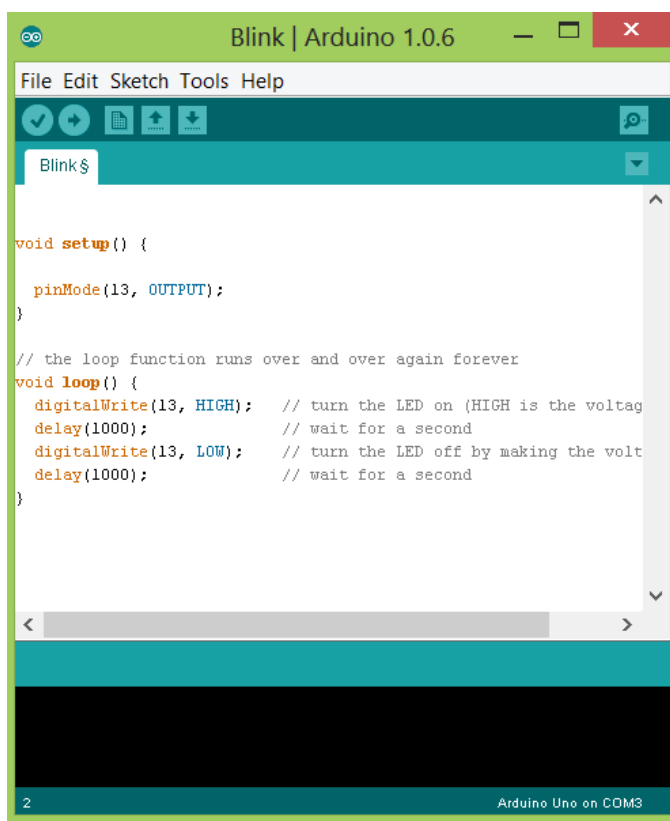 Blink | Arduino 1.0.6
File Edit Sketch Tools Help
Blink §
void setup() {
  pinMode(13, OUTPUT);
}
// the loop function runs over and over again forever
void loop() {
  digitalWrite(13, HIGH);   // turn the LED on (HIGH is the voltag
  delay(1000);              // wait for a second
  digitalWrite(13, LOW);    // turn the LED off by making the volt
  delay(1000);              // wait for a second
}
2 Arduino Uno on COM3